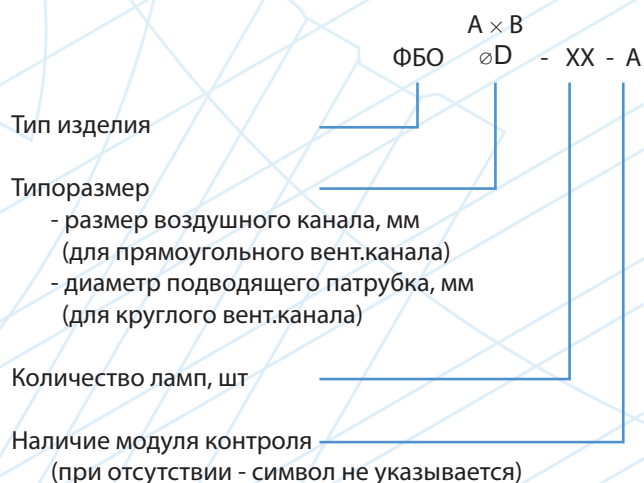 A × B
ФБО ⌀D - XX - A
Тип изделия
Типоразмер
- размер воздушного канала, мм
(для прямоугольного вент.канала)
- диаметр подводящего патрубка, мм
(для круглого вент.канала)
Количество ламп, шт
Наличие модуля контроля
(при отсутствии - символ не указывается)